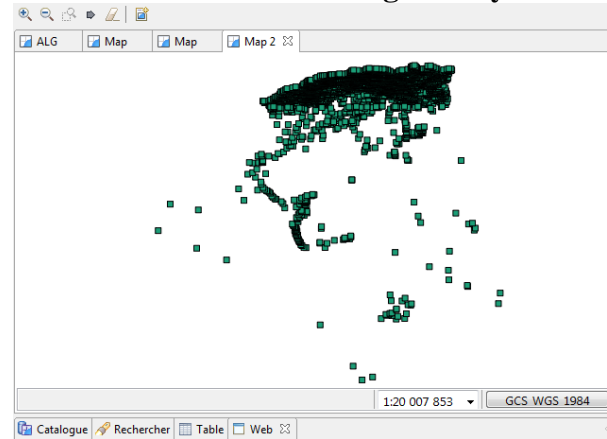 ALG Map Map Map 2
1:20 007 853 GCS WGS 1984
Catalogue Rechercher Table Web